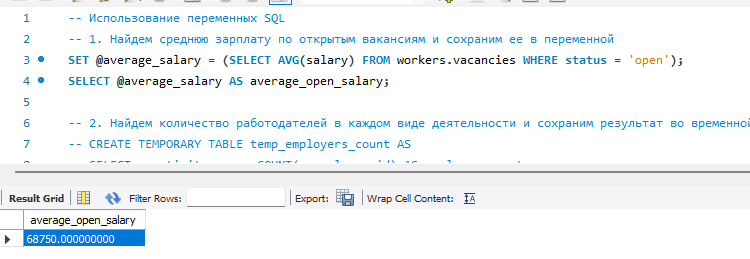 1 -- Использование переменных SQL
2 -- 1. Найдем среднюю зарплату по открытым вакансиям и сохраним ее в переменной
3 SET @average_salary = (SELECT AVG(salary) FROM workers.vacancies WHERE status = 'open');
4 SELECT @average_salary AS average_open_salary;
5
6 -- 2. Найдем количество работодателей в каждом виде деятельности и сохраним результат во временной
7 -- CREATE TEMPORARY TABLE temp_employers_count AS
Result Grid Filter Rows: Export: Wrap Cell Content:
average_open_salary
68750.000000000